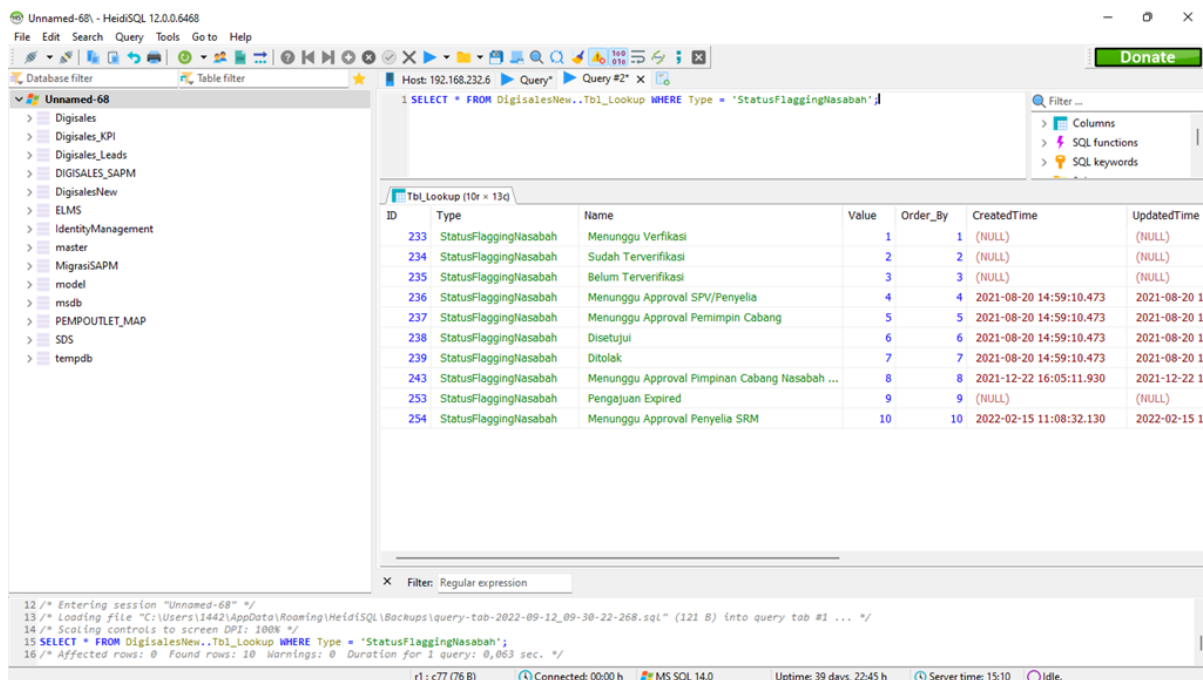 Unnamed-68\ - HeidiSQL 12.0.0.6468
File Edit Search Query Tools Go to Help
Donate
Database filter Table filter
Host: 192.168.232.6 Query* Query #2*
Unnamed-68
Digisales
Digisales_KPI
Digisales_Leads
DIGISALES_SAPM
DigisalesNew
ELMS
IdentityManagement
master
MigrasiSAPM
model
msdb
PEMPOUTLET_MAP
SDS
tempdb
1 SELECT * FROM DigisalesNew..Tbl_Lookup WHERE Type = 'StatusFlaggingNasabah';
Filter ...
Columns
SQL functions
SQL keywords
Tbl_Lookup (10r × 13c)
ID Type Name Value Order_By CreatedTime UpdatedTime
233 StatusFlaggingNasabah Menunggu Verfikasi 1 1 (NULL) (NULL)
234 StatusFlaggingNasabah Sudah Terverifikasi 2 2 (NULL) (NULL)
235 StatusFlaggingNasabah Belum Terverifikasi 3 3 (NULL) (NULL)
236 StatusFlaggingNasabah Menunggu Approval SPV/Penyelia 4 4 2021-08-20 14:59:10.473 2021-08-20 1
237 StatusFlaggingNasabah Menunggu Approval Pemimpin Cabang 5 5 2021-08-20 14:59:10.473 2021-08-20 1
238 StatusFlaggingNasabah Disetujui 6 6 2021-08-20 14:59:10.473 2021-08-20 1
239 StatusFlaggingNasabah Ditolak 7 7 2021-08-20 14:59:10.473 2021-08-20 1
243 StatusFlaggingNasabah Menunggu Approval Pimpinan Cabang Nasabah ... 8 8 2021-12-22 16:05:11.930 2021-12-22 1
253 StatusFlaggingNasabah Pengajuan Expired 9 9 (NULL) (NULL)
254 StatusFlaggingNasabah Menunggu Approval Penyelia SRM 10 10 2022-02-15 11:08:32.130 2022-02-15 1
Filter: Regular expression
12 /* Entering session "Unnamed-68" */
13 /* Loading file "C:\Users\1442\AppData\Roaming\HeidiSQL\Backups\query-tab-2022-09-12_09-30-22-268.sql" (121 B) into query tab #1 ... */
14 /* Scaling controls to screen DPI: 100% */
15 SELECT * FROM DigisalesNew..Tbl_Lookup WHERE Type = 'StatusFlaggingNasabah';
16 /* Affected rows: 0 Found rows: 10 Warnings: 0 Duration for 1 query: 0,063 sec. */
r1 : c77 (76 B) Connected: 00:00 h MS SQL 14.0 Uptime: 39 days, 22:45 h Server time: 15:10 Idle.